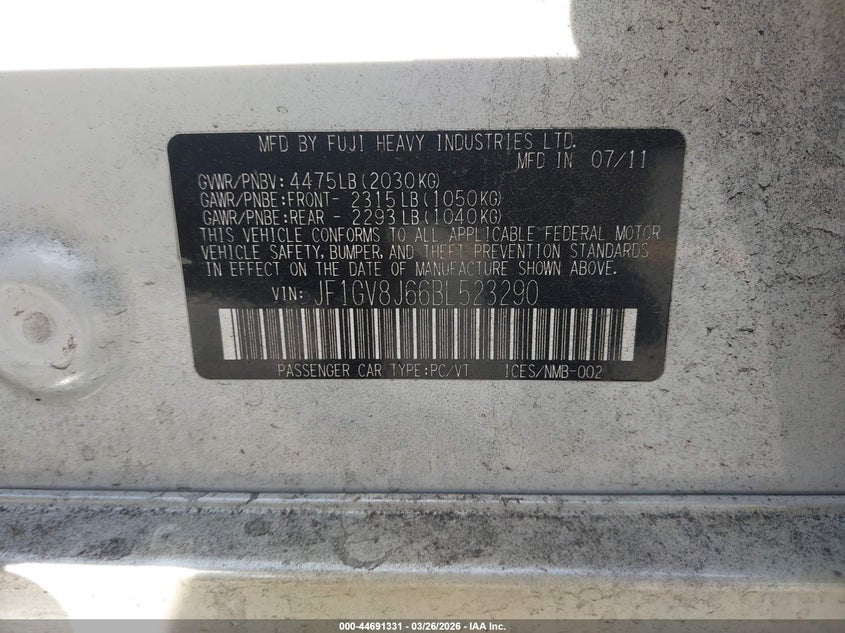 MFD BY FUJI HEAVY INDUSTRIES LTD.
MFD IN 07/11
GVWR/PNBV: 4475LB (2030KG)
GAWR/PNBE:FRONT- 2315LB (1050KG)
GAWR/PNBE:REAR - 2293LB (1040KG)
THIS VEHICLE CONFORMS TO ALL APPLICABLE FEDERAL MOTOR
VEHICLE SAFETY, BUMPER, AND THEFT PREVENTION STANDARDS
IN EFFECT ON THE DATE OF MANUFACTURE SHOWN ABOVE.
VIN: JF1GV8J66BL523290
PASSENGER CAR TYPE:PC/VT ICES/NMB-002
000-44691331 — 03/26/2026 — IAA Inc.